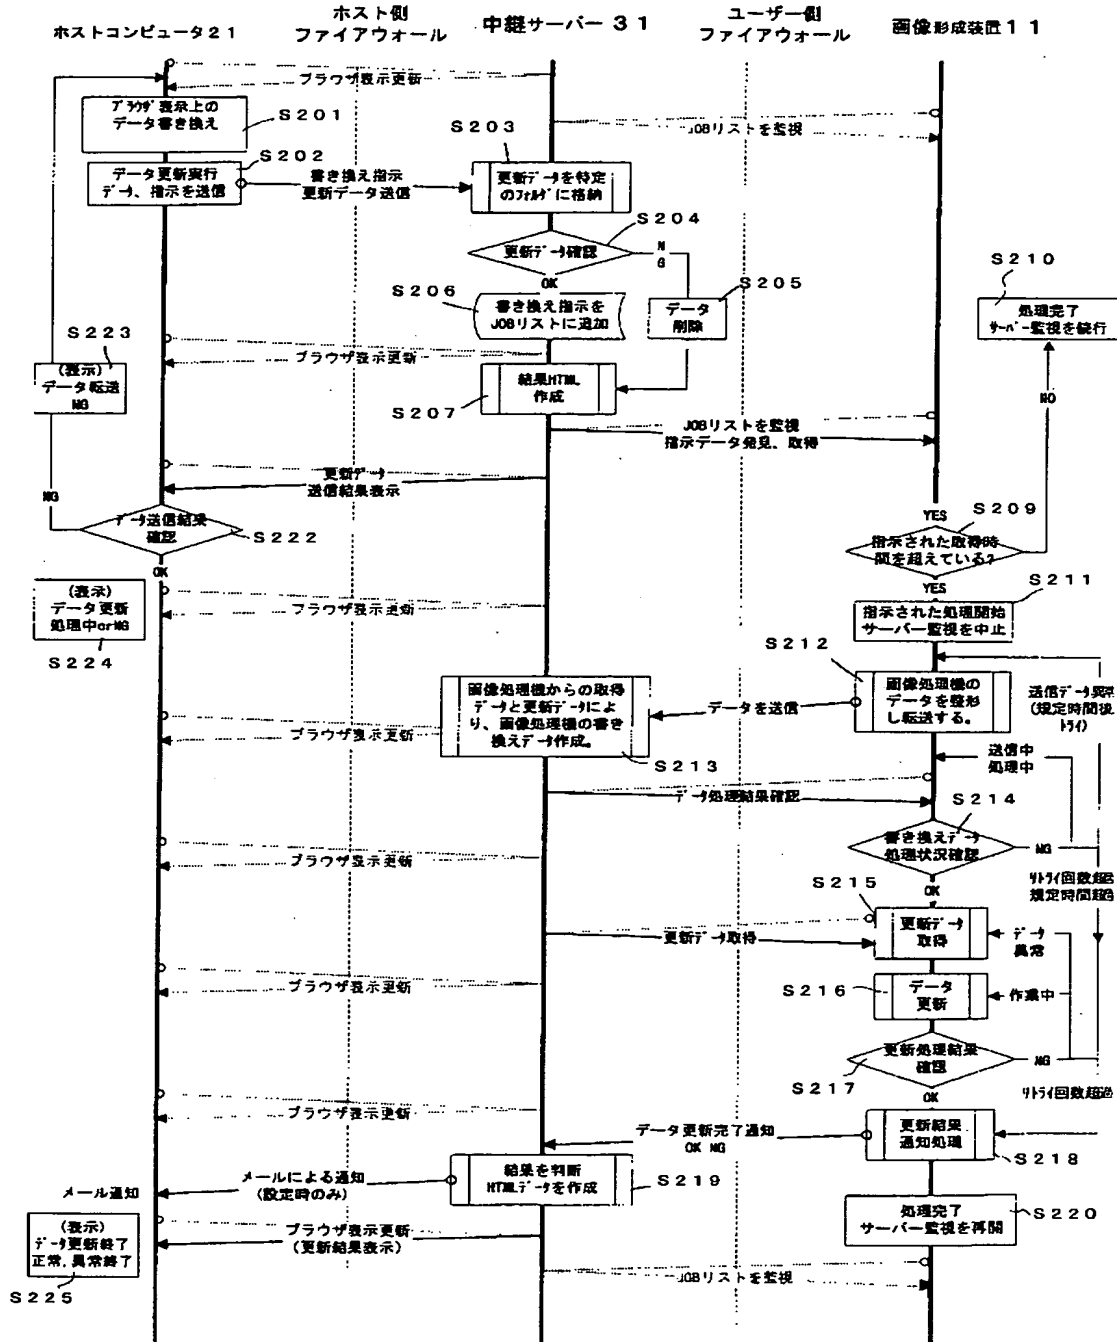 ホストコンピュータ21
ホスト側
ファイアウォール
中継サーバー31
ユーザー側
ファイアウォール
画像形成装置11
ブラウザ表示更新
ブラウザ表示上の
データ書き換え
S201
JOBリストを監視
S202
データ更新実行
データ、指示を送信
書き換え指示
更新データ送信
S203
更新データを特定
のフォルダに格納
S204
更新データ確認
NG
OK
S205
データ
削除
S206
書き換え指示を
JOBリストに追加
S210
処理完了
サーバー監視を続行
S223
(表示)
データ転送
NG
ブラウザ表示更新
結果HTML
作成
S207
NO
JOBリストを監視
指示データ発見、取得
更新データ
送信結果表示
NG
データ送信結果
確認
S222
OK
YES
S209
指示された取得時
間を超えている?
YES
(表示)
データ更新
処理中orNG
S224
ブラウザ表示更新
S211
指示された処理開始
サーバー監視を中止
S212
画像処理機の
データを整形
し転送する。
送信データ異常
(規定時間後
トライ)
データを送信
画像処理機からの取得
データと更新データによ
り、画像処理機の書き
換えデータ作成。
S213
ブラウザ表示更新
送信中
処理中
データ処理結果確認
S214
書き換えデータ
処理状況確認
NG
OK
ブラウザ表示更新
リトライ回数超過
規定時間超過
S215
更新データ
取得
データ
異常
更新データ取得
ブラウザ表示更新
S216
データ
更新
作業中
更新処理結果
確認
S217
NG
OK
リトライ回数超過
ブラウザ表示更新
データ更新完了通知
OK NG
更新結果
通知処理
S218
結果を判断
HTMLデータを作成
S219
メールによる通知
(設定時のみ)
メール通知
処理完了
サーバー監視を再開
S220
(表示)
データ更新終了
正常,異常終了
S225
ブラウザ表示更新
(更新結果表示)
JOBリストを監視